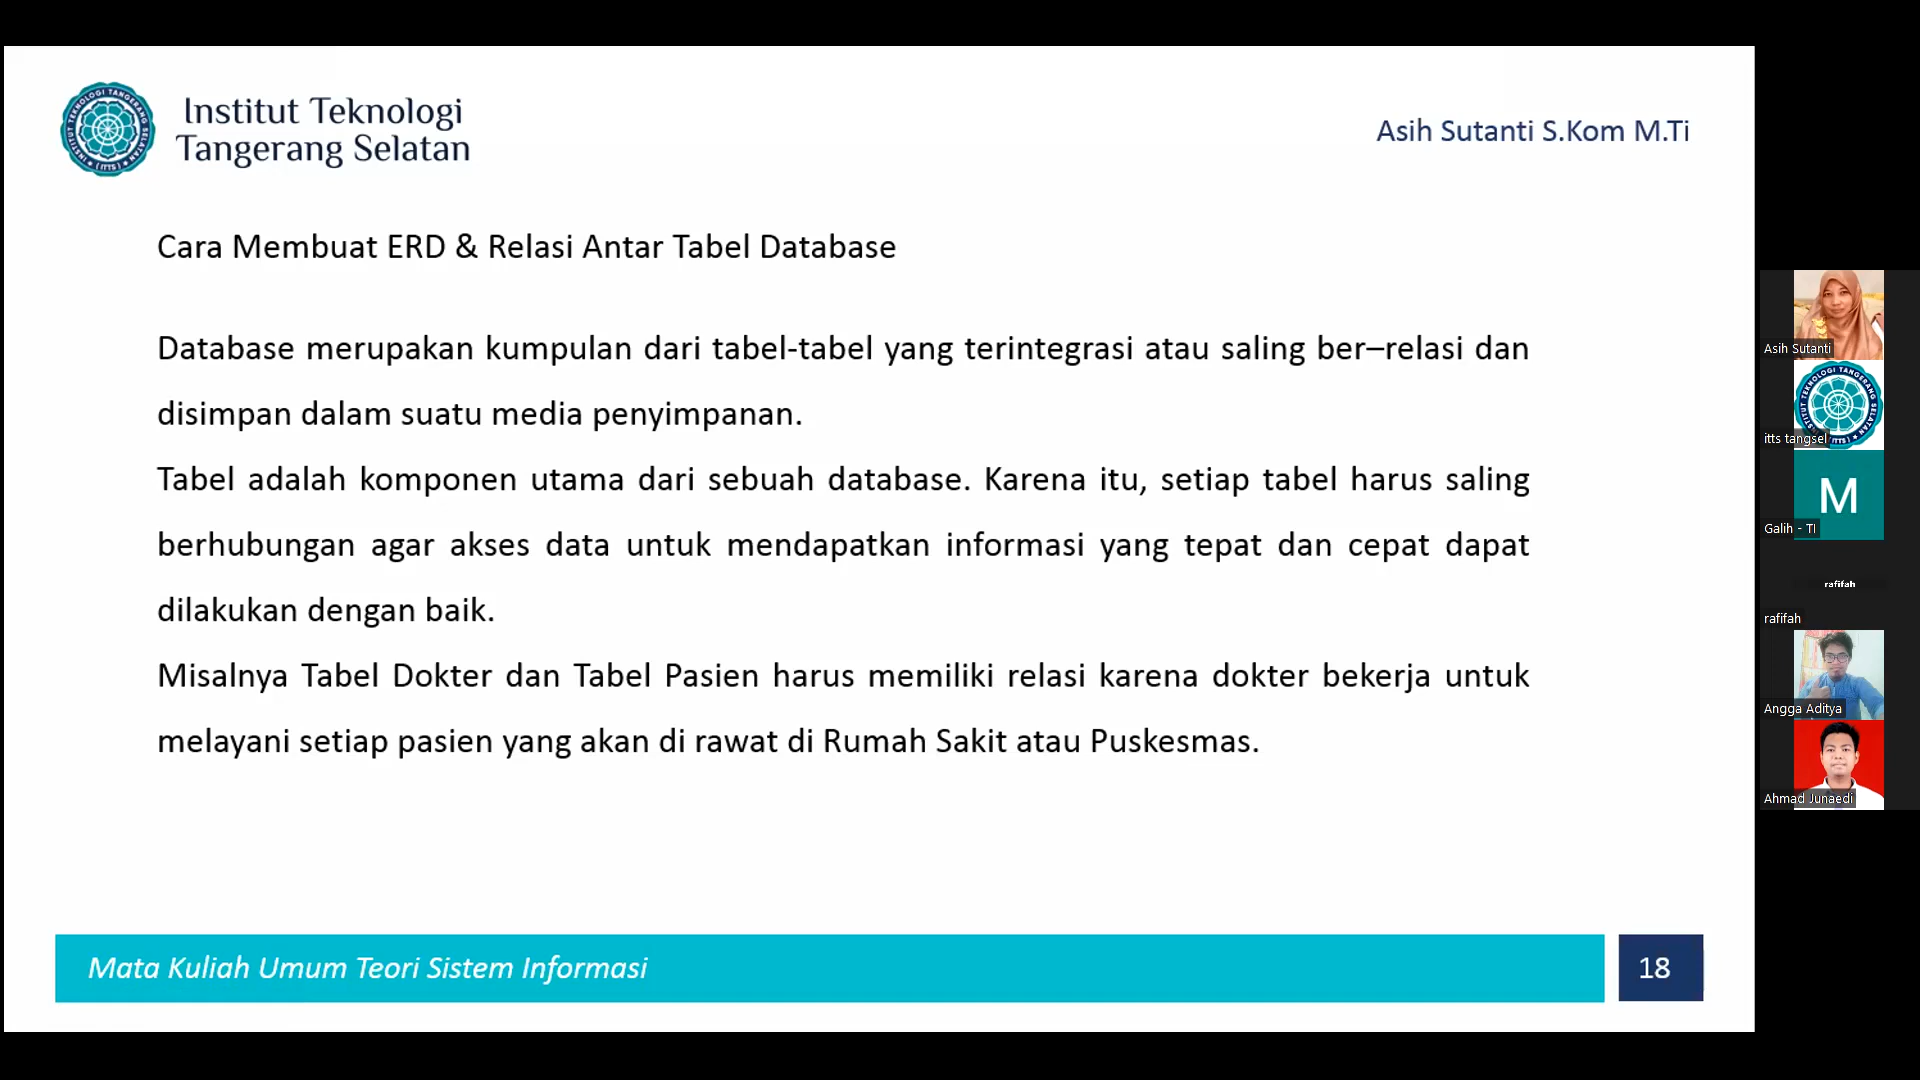 Institut Teknologi
Tangerang Selatan
Asih Sutanti S.Kom M.Ti
Cara Membuat ERD & Relasi Antar Tabel Database
Database merupakan kumpulan dari tabel-tabel yang terintegrasi atau saling ber–relasi dan
disimpan dalam suatu media penyimpanan.
Tabel adalah komponen utama dari sebuah database. Karena itu, setiap tabel harus saling
berhubungan agar akses data untuk mendapatkan informasi yang tepat dan cepat dapat
dilakukan dengan baik.
Misalnya Tabel Dokter dan Tabel Pasien harus memiliki relasi karena dokter bekerja untuk
melayani setiap pasien yang akan di rawat di Rumah Sakit atau Puskesmas.
Mata Kuliah Umum Teori Sistem Informasi
18
Asih Sutanti
itts tangsel
M
Galih - TI
rafifah
rafifah
Angga Aditya
Ahmad Junaedi